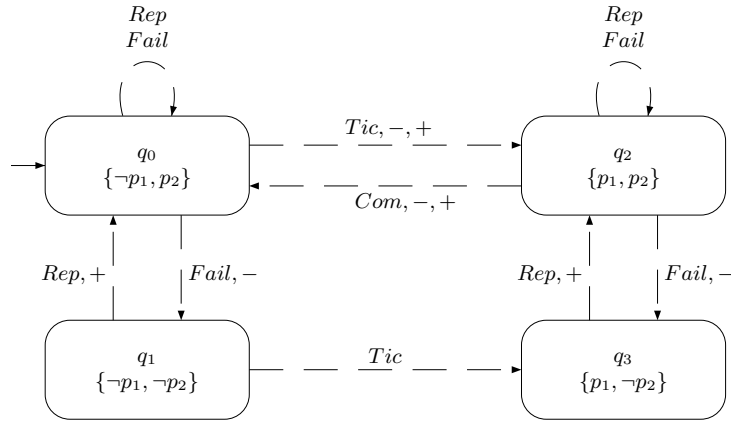 Rep
Fail
Rep
Fail
q₀
{¬p₁, p₂}
Tic, −, +
Com, −, +
q₂
{p₁, p₂}
Rep, +
Fail, −
Rep, +
Fail, −
q₁
{¬p₁, ¬p₂}
Tic
q₃
{p₁, ¬p₂}